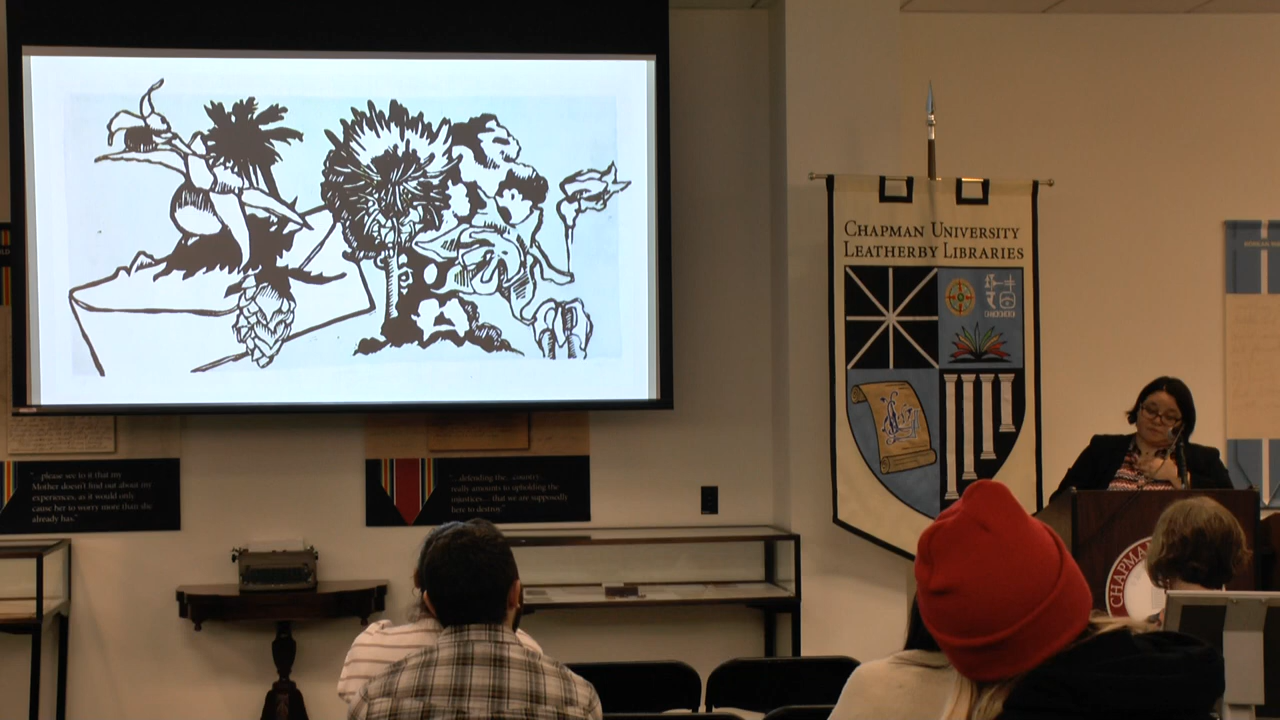 CHAPMAN UNIVERSITY
LEATHERBY LIBRARIES
"...please see to it that my
Mother doesn't find out about my
experiences, as it would only
cause her to worry more than she
already has."
"...defending the...country...
really amounts to upholding the
injustices... that we are supposedly
here to destroy."
CHAPMAN